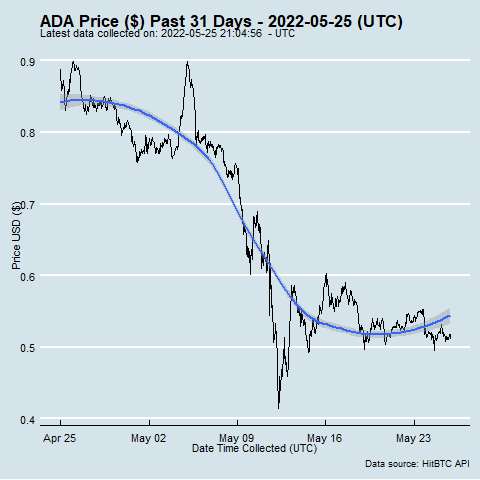 ADA Price ($) Past 31 Days - 2022-05-25 (UTC)
Latest data collected on: 2022-05-25 21:04:56 - UTC
0.9
0.8
0.7
0.6
0.5
0.4
Price USD ($)
Apr 25 May 02 May 09 May 16 May 23
Date Time Collected (UTC)
Data source: HitBTC API